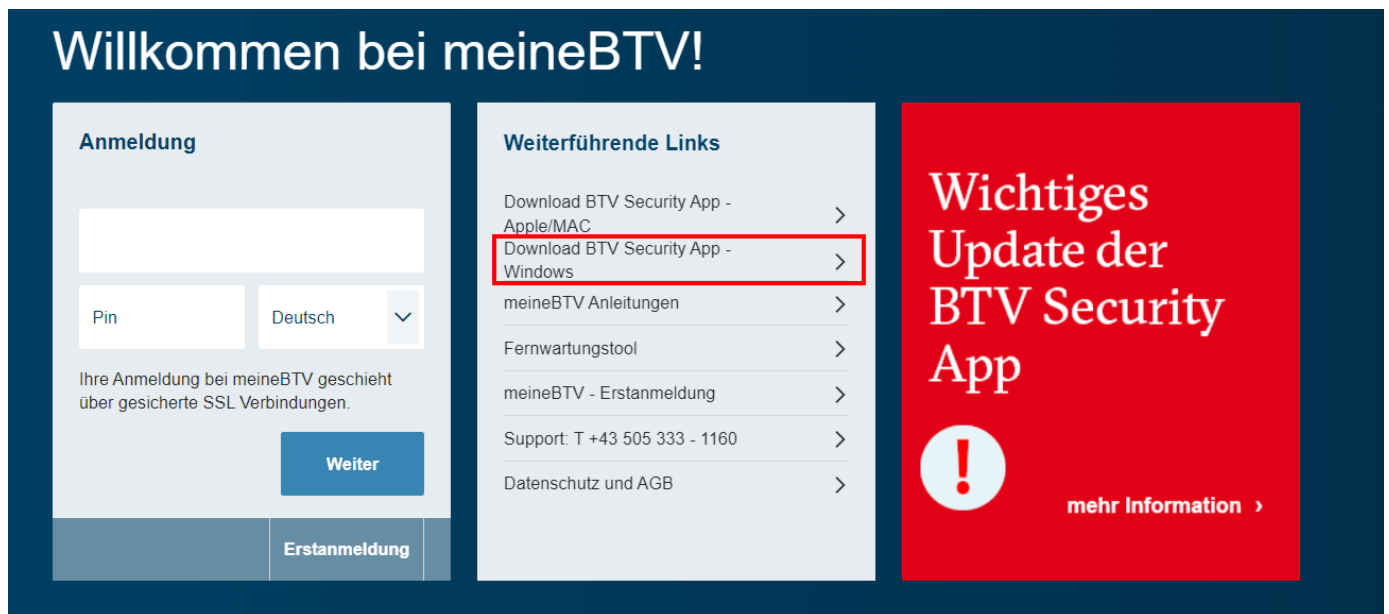 Willkommen bei meineBTV!
Anmeldung
Pin
Deutsch
Ihre Anmeldung bei meineBTV geschieht
über gesicherte SSL Verbindungen.
Weiter
Erstanmeldung
Weiterführende Links
Download BTV Security App -
Apple/MAC
Download BTV Security App -
Windows
meineBTV Anleitungen
Fernwartungstool
meineBTV - Erstanmeldung
Support: T +43 505 333 - 1160
Datenschutz und AGB
Wichtiges
Update der
BTV Security
App
!
mehr Information ›